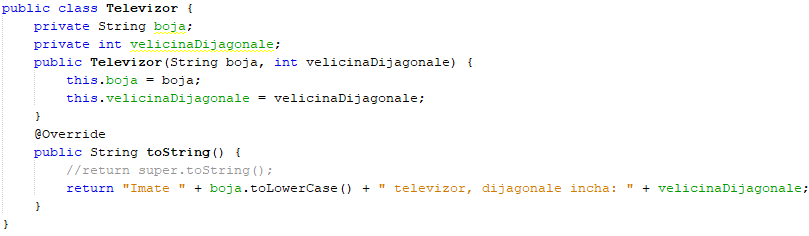 public class Televizor {
    private String boja;
    private int velicinaDijagonale;
    public Televizor(String boja, int velicinaDijagonale) {
        this.boja = boja;
        this.velicinaDijagonale = velicinaDijagonale;
    }
    @Override
    public String toString() {
        //return super.toString();
        return "Imate " + boja.toLowerCase() + " televizor, dijagonale incha: " + velicinaDijagonale;
    }
}